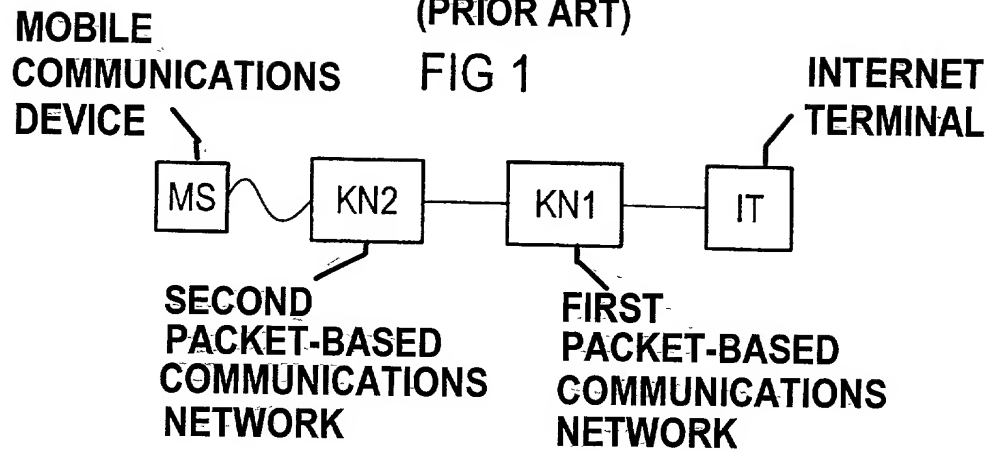 (PRIOR ART)
FIG 1
MOBILE
COMMUNICATIONS
DEVICE
INTERNET
TERMINAL
MS
KN2
KN1
IT
SECOND
PACKET-BASED
COMMUNICATIONS
NETWORK
FIRST
PACKET-BASED
COMMUNICATIONS
NETWORK